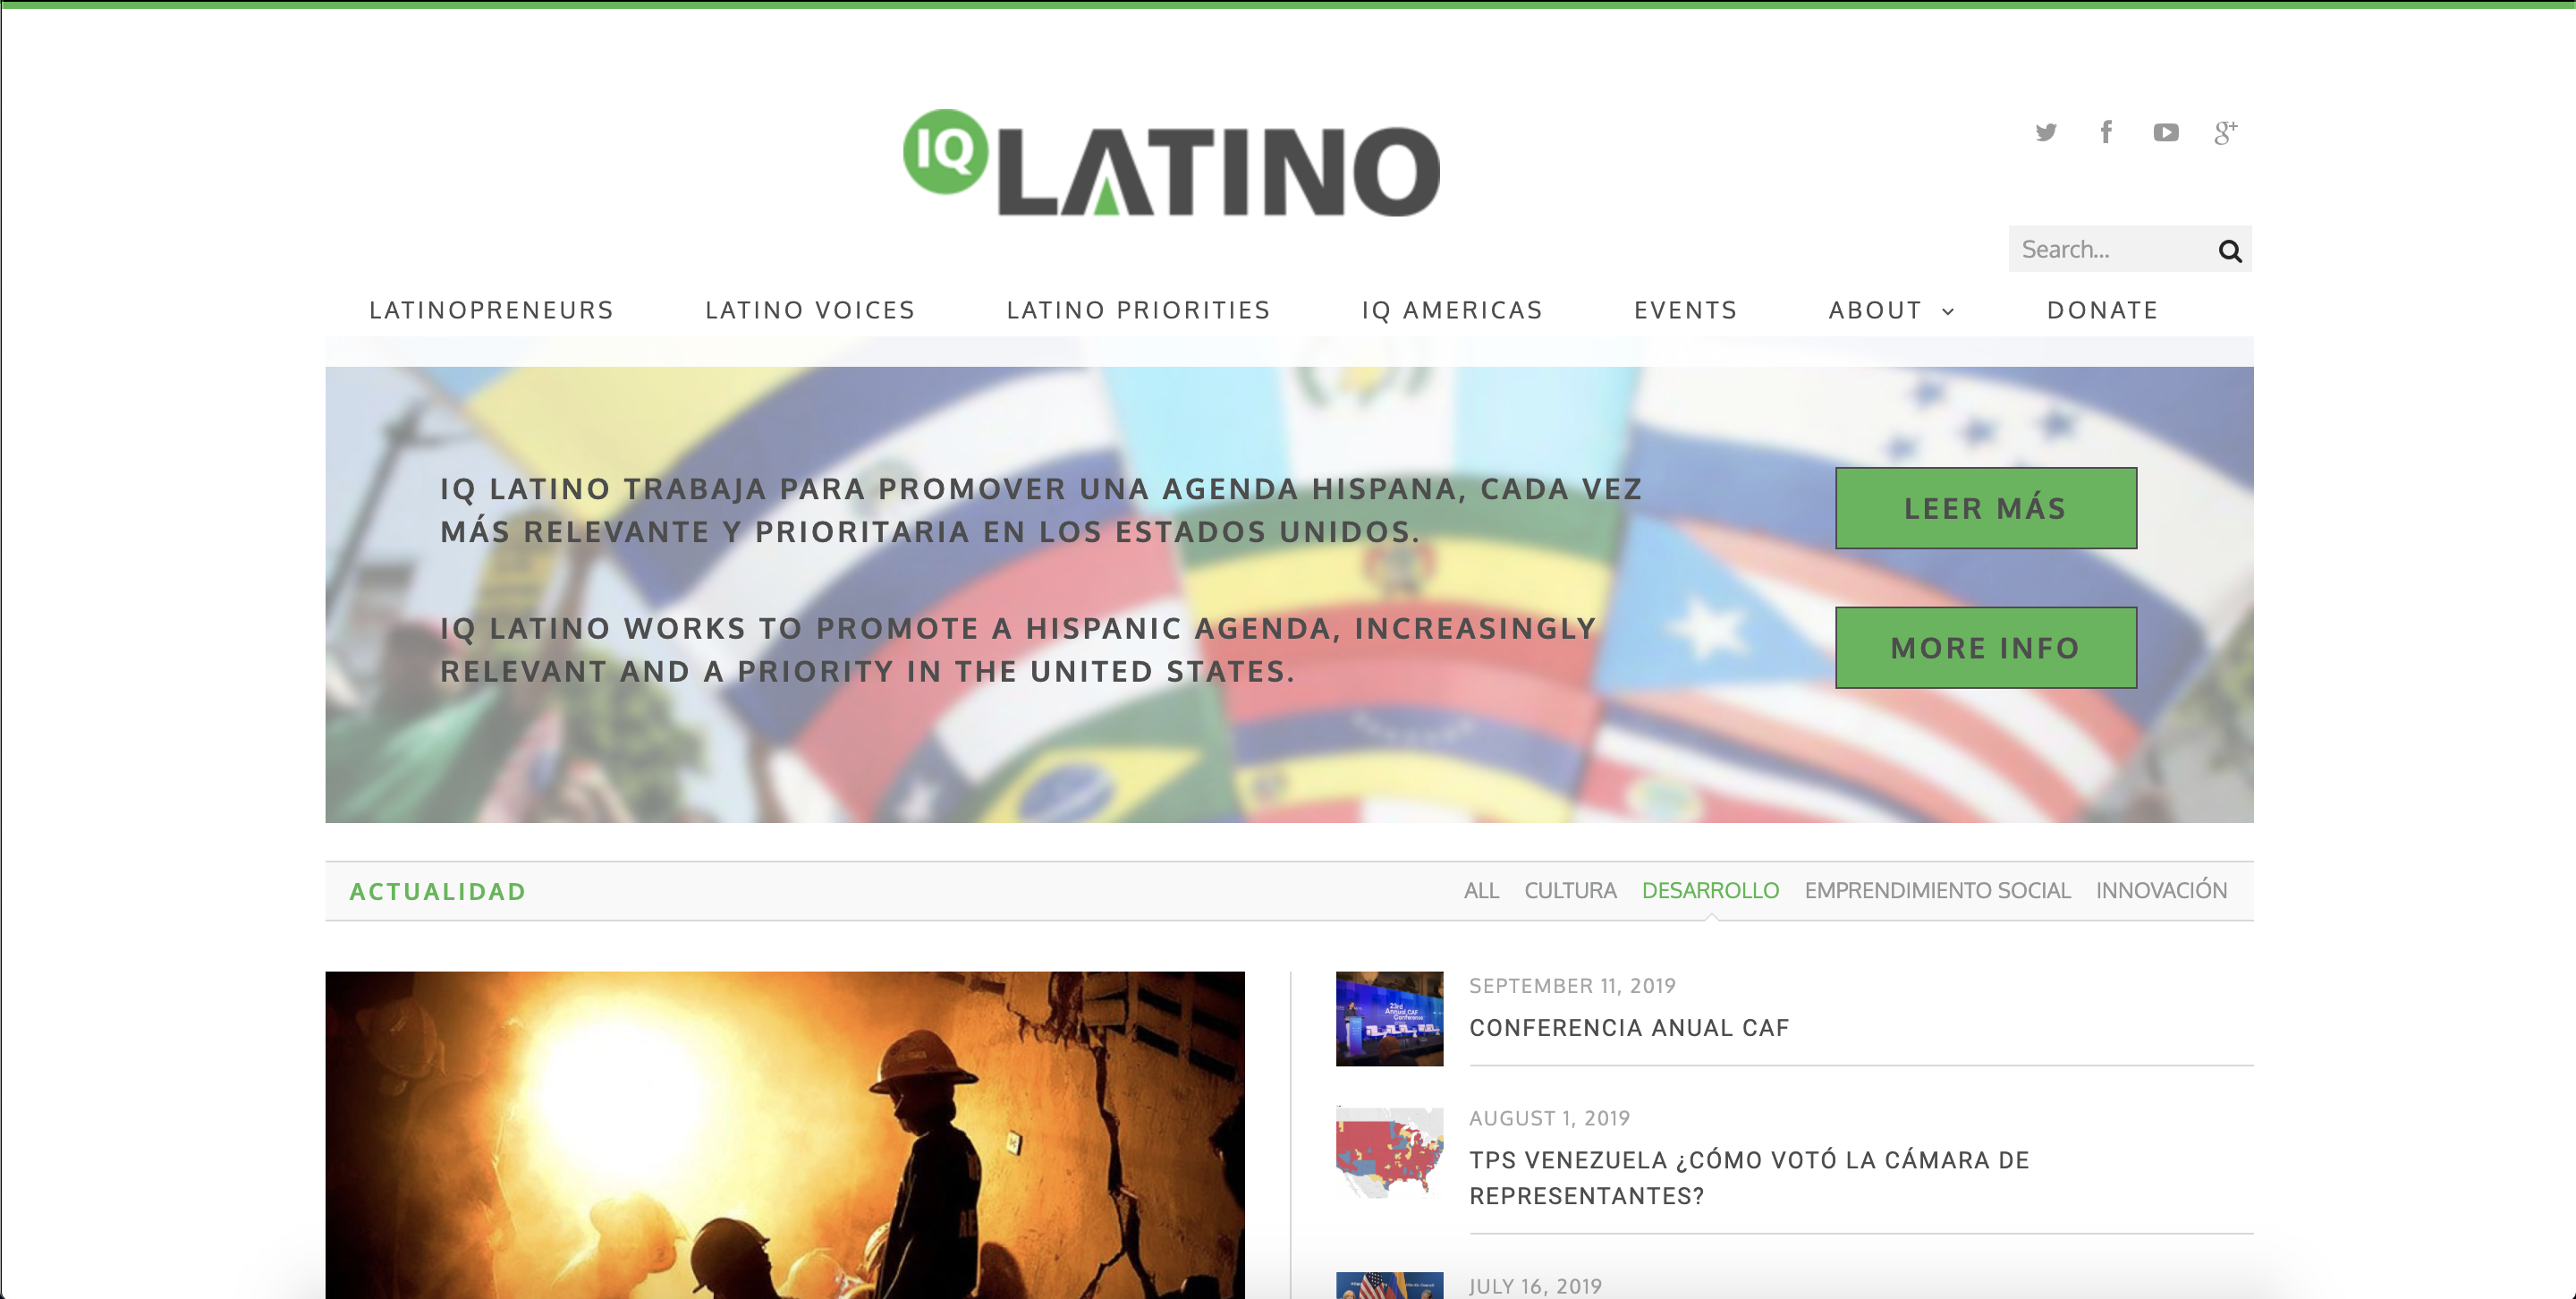 IQ LATINO
Search...
LATINOPRENEURS LATINO VOICES LATINO PRIORITIES IQ AMERICAS EVENTS ABOUT DONATE
IQ LATINO TRABAJA PARA PROMOVER UNA AGENDA HISPANA, CADA VEZ
MÁS RELEVANTE Y PRIORITARIA EN LOS ESTADOS UNIDOS.
LEER MÁS
IQ LATINO WORKS TO PROMOTE A HISPANIC AGENDA, INCREASINGLY
RELEVANT AND A PRIORITY IN THE UNITED STATES.
MORE INFO
ACTUALIDAD
ALL CULTURA DESARROLLO EMPRENDIMIENTO SOCIAL INNOVACIÓN
23rd
Annual CAF
Conference
SEPTEMBER 11, 2019
CONFERENCIA ANUAL CAF
AUGUST 1, 2019
TPS VENEZUELA ¿CÓMO VOTÓ LA CÁMARA DE
REPRESENTANTES?
JULY 16, 2019